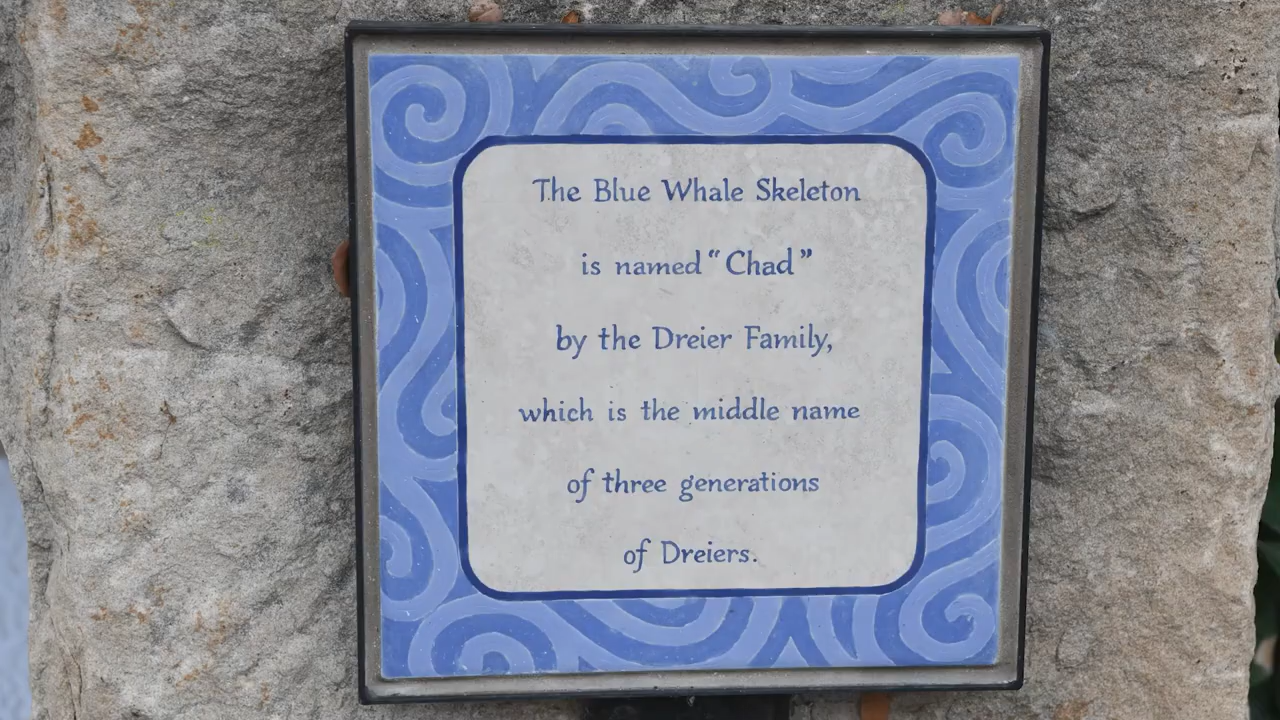 The Blue Whale Skeleton
is named “Chad”
by the Dreier Family,
which is the middle name
of three generations
of Dreiers.